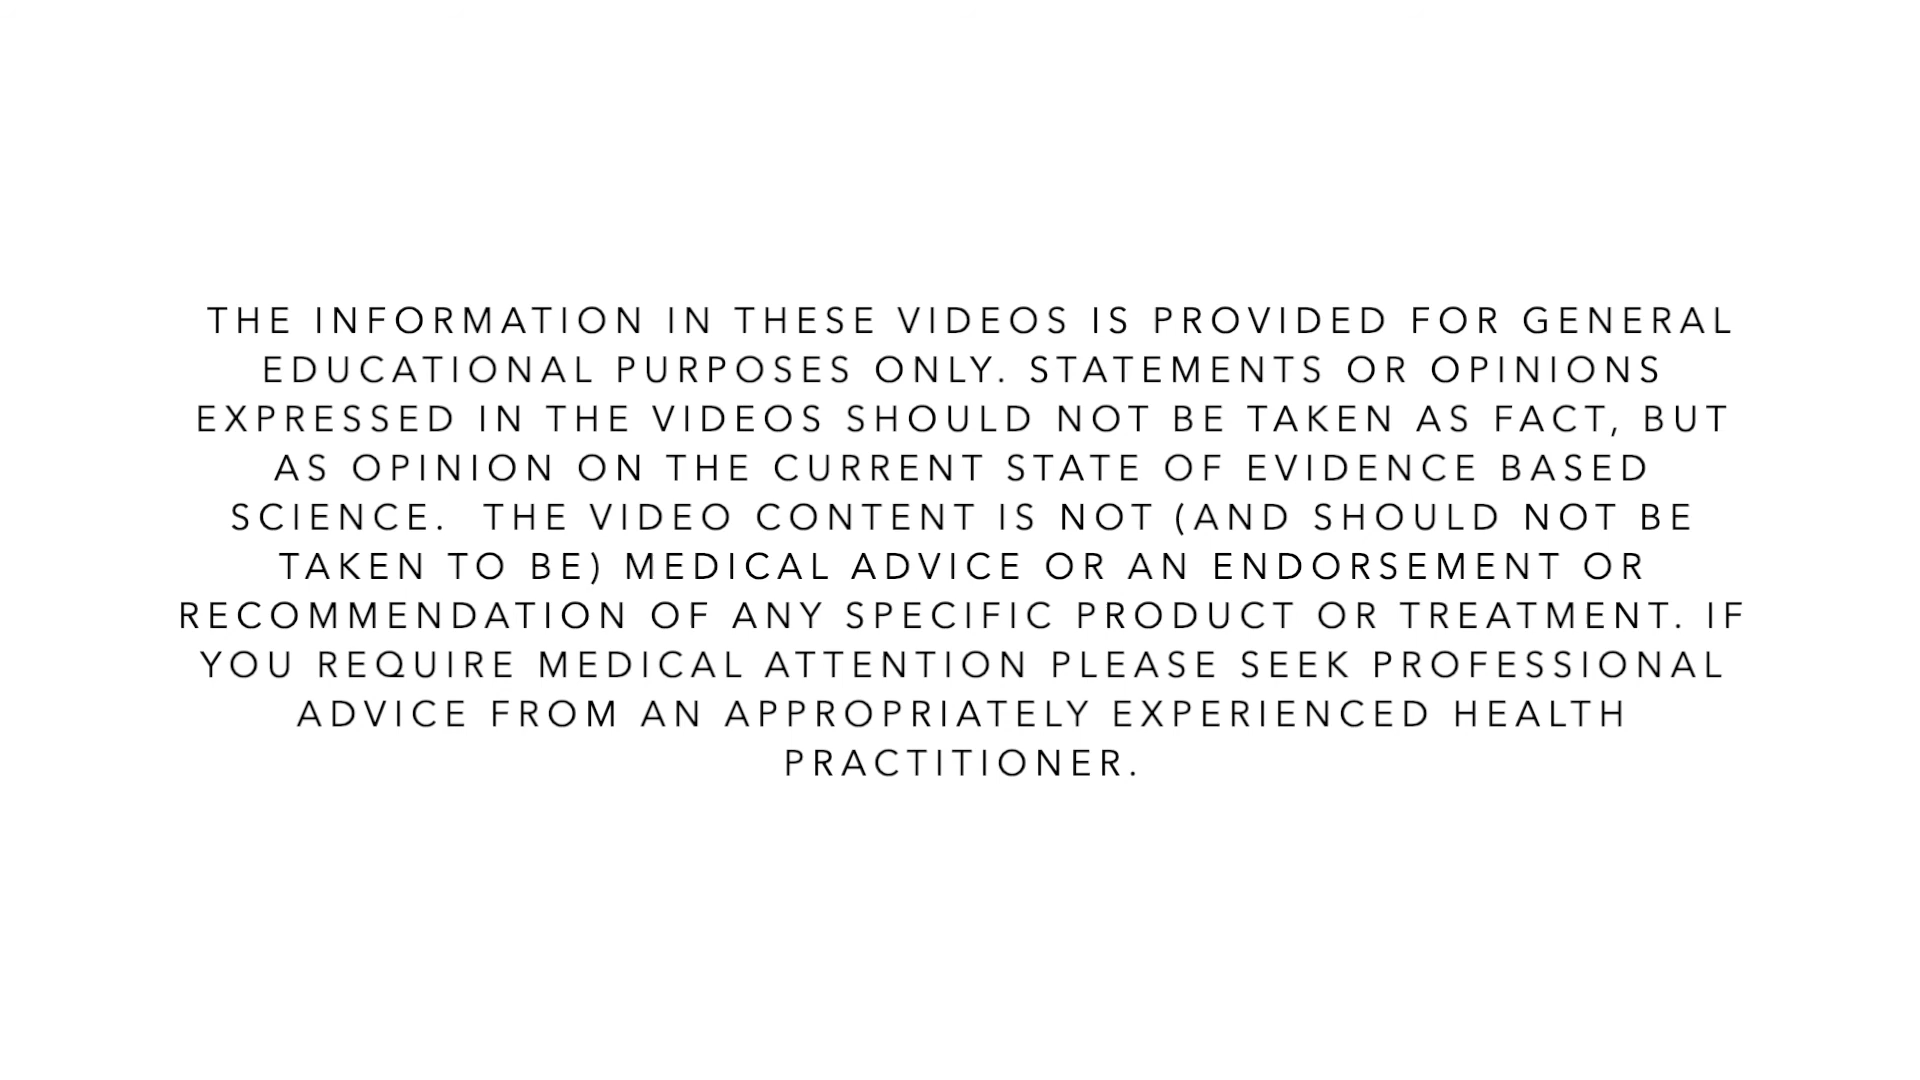 THE INFORMATION IN THESE VIDEOS IS PROVIDED FOR GENERAL
EDUCATIONAL PURPOSES ONLY. STATEMENTS OR OPINIONS
EXPRESSED IN THE VIDEOS SHOULD NOT BE TAKEN AS FACT, BUT
AS OPINION ON THE CURRENT STATE OF EVIDENCE BASED
SCIENCE.  THE VIDEO CONTENT IS NOT (AND SHOULD NOT BE
TAKEN TO BE) MEDICAL ADVICE OR AN ENDORSEMENT OR
RECOMMENDATION OF ANY SPECIFIC PRODUCT OR TREATMENT. IF
YOU REQUIRE MEDICAL ATTENTION PLEASE SEEK PROFESSIONAL
ADVICE FROM AN APPROPRIATELY EXPERIENCED HEALTH
PRACTITIONER.